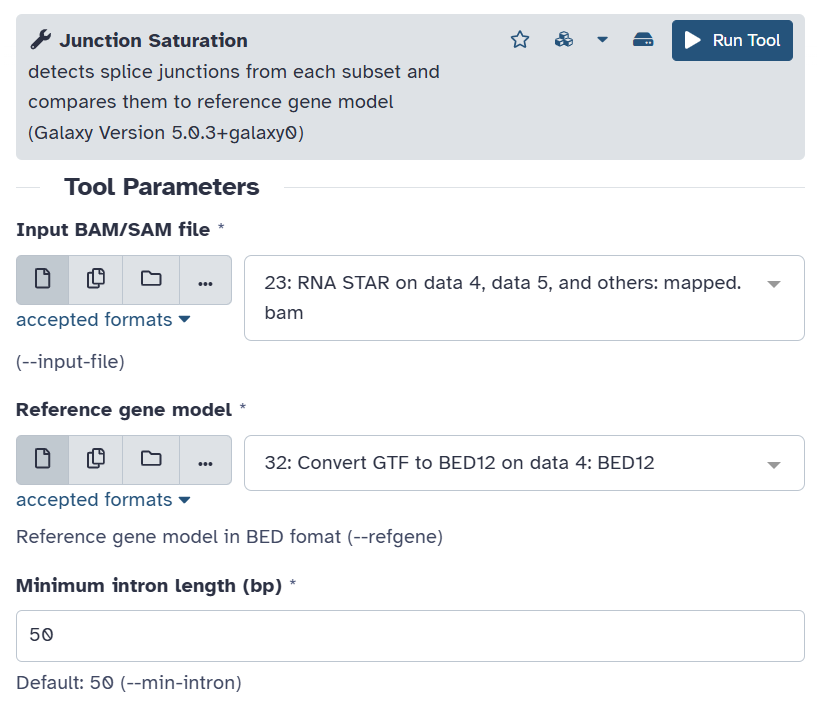 Junction Saturation
Run Tool
detects splice junctions from each subset and
compares them to reference gene model
(Galaxy Version 5.0.3+galaxy0)
Tool Parameters
Input BAM/SAM file *
...
23: RNA STAR on data 4, data 5, and others: mapped.
bam
accepted formats
(--input-file)
Reference gene model *
...
32: Convert GTF to BED12 on data 4: BED12
accepted formats
Reference gene model in BED fomat (--refgene)
Minimum intron length (bp) *
50
Default: 50 (--min-intron)